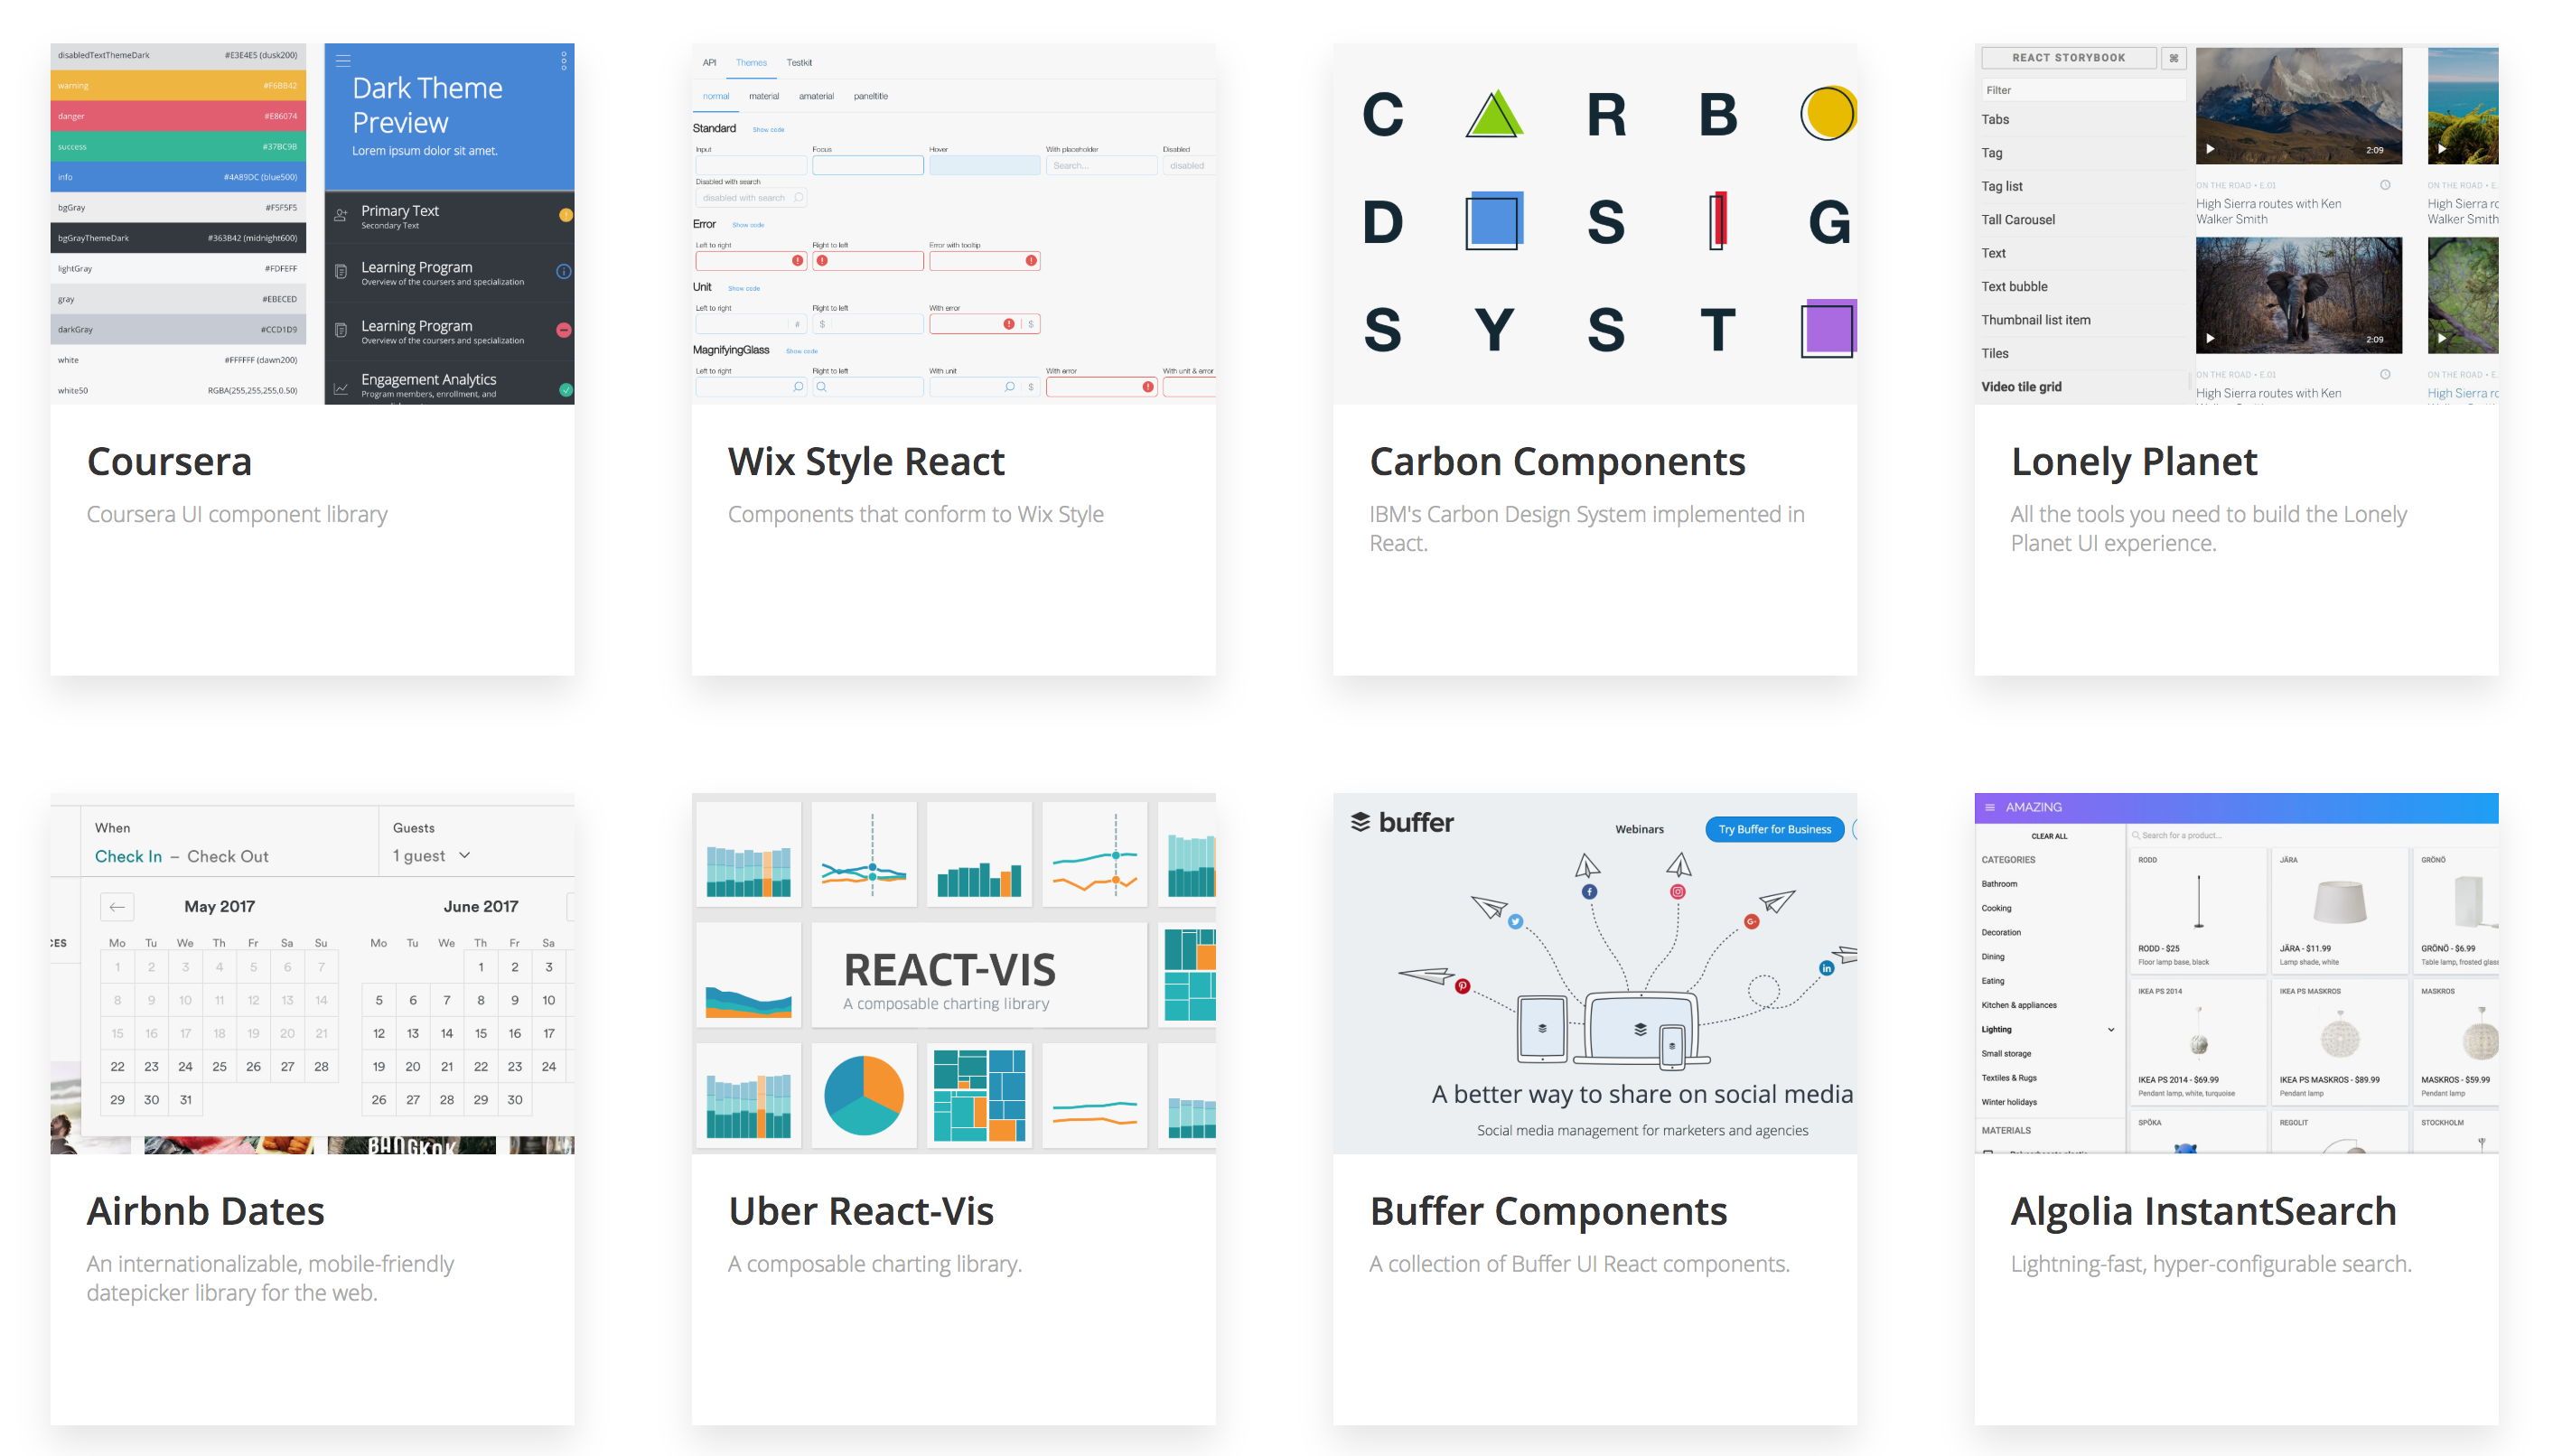 disabledTextThemeDark #E3E4E5 (dusk200)
warning #F6BB42
danger #E86074
success #37BC9B
info #4A89DC (blue500)
bgGray #F5F5F5
bgGrayThemeDark #363B42 (midnight600)
lightGray #FDFEFF
gray #EBECED
darkGray #CCD1D9
white #FFFFFF (dawn200)
white50 RGBA(255,255,255,0.50)
Dark Theme
Preview
Lorem ipsum dolor sit amet.
Primary Text
Secondary Text
Learning Program
Overview of the coursers and specialization
Learning Program
Overview of the coursers and specialization
Engagement Analytics
Program members, enrollment, and
Coursera
Coursera UI component library
API Themes Testkit
normal material amaterial paneltitle
Standard Show code
Input Focus Hover With placeholder Disabled
Search... disabled
Disabled with search
disabled with search
Error Show code
Left to right Right to left Error with tooltip
Unit Show code
Left to right Right to left With error
# $ $
MagnifyingGlass Show code
Left to right Right to left With unit With error With unit & error
$
Wix Style React
Components that conform to Wix Style
C R B
D S G
S Y S T
Carbon Components
IBM's Carbon Design System implemented in
React.
REACT STORYBOOK ⌘
Filter
Tabs
Tag
Tag list
Tall Carousel
Text
Text bubble
Thumbnail list item
Tiles
Video tile grid
2:09
ON THE ROAD • E.01
High Sierra routes with Ken
Walker Smith
2:09
ON THE ROAD • E.01
High Sierra routes with Ken
ON THE ROAD • E.
High Sierra ro
Walker Smith
ON THE ROAD • E.
High Sierra ro
Lonely Planet
All the tools you need to build the Lonely
Planet UI experience.
When
Check In – Check Out
Guests
1 guest
CES
May 2017
Mo Tu We Th Fr Sa Su
1 2 3 4 5 6 7
8 9 10 11 12 13 14
15 16 17 18 19 20 21
22 23 24 25 26 27 28
29 30 31
June 2017
Mo Tu We Th Fr Sa
1 2 3
5 6 7 8 9 10
12 13 14 15 16 17
19 20 21 22 23 24
26 27 28 29 30
BANGKOK
Airbnb Dates
An internationalizable, mobile-friendly
datepicker library for the web.
REACT-VIS
A composable charting library
Uber React-Vis
A composable charting library.
buffer
Webinars Try Buffer for Business
A better way to share on social media
Social media management for marketers and agencies
Buffer Components
A collection of Buffer UI React components.
AMAZING
CLEAR ALL
Search for a product...
CATEGORIES
Bathroom
Cooking
Decoration
Dining
Eating
Kitchen & appliances
Lighting
Small storage
Textiles & Rugs
Winter holidays
MATERIALS
RODD JÄRA GRÖNÖ
RODD - $25 JÄRA - $11.99 GRÖNÖ - $6.99
Floor lamp base, black Lamp shade, white Table lamp, frosted glass
IKEA PS 2014 IKEA PS MASKROS MASKROS
IKEA PS 2014 - $69.99 IKEA PS MASKROS - $89.99 MASKROS - $59.99
Pendant lamp, white, turquoise Pendant lamp Pendant lamp
SPÖKA REGOLIT STOCKHOLM
Algolia InstantSearch
Lightning-fast, hyper-configurable search.